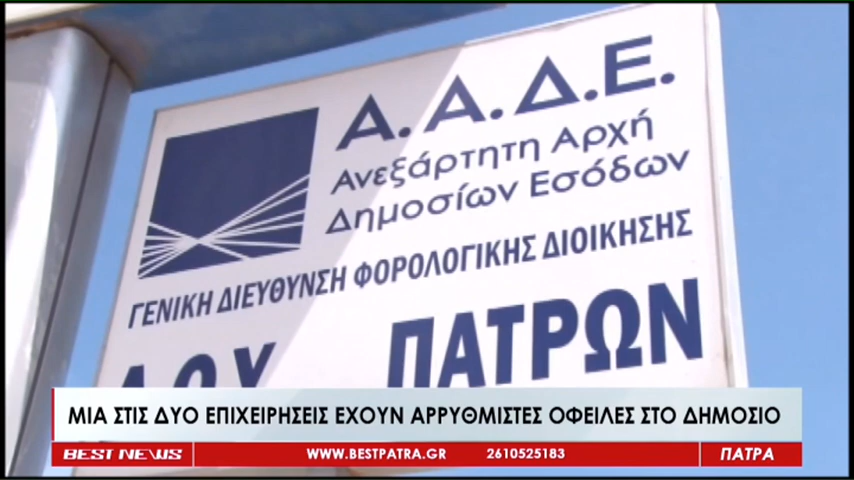 Α.Α.Δ.Ε.
Ανεξάρτητη Αρχή
Δημοσίων Εσόδων
ΓΕΝΙΚΗ ΔΙΕΥΘΥΝΣΗ ΦΟΡΟΛΟΓΙΚΗΣ ΔΙΟΙΚΗΣΗΣ
Δ.Ο.Υ ΠΑΤΡΩΝ
ΜΙΑ ΣΤΙΣ ΔΥΟ ΕΠΙΧΕΙΡΗΣΕΙΣ ΕΧΟΥΝ ΑΡΡΥΘΜΙΣΤΕΣ ΟΦΕΙΛΕΣ ΣΤΟ ΔΗΜΟΣΙΟ
BEST NEWS WWW.BESTPATRA.GR 2610525183 ΠΑΤΡΑ